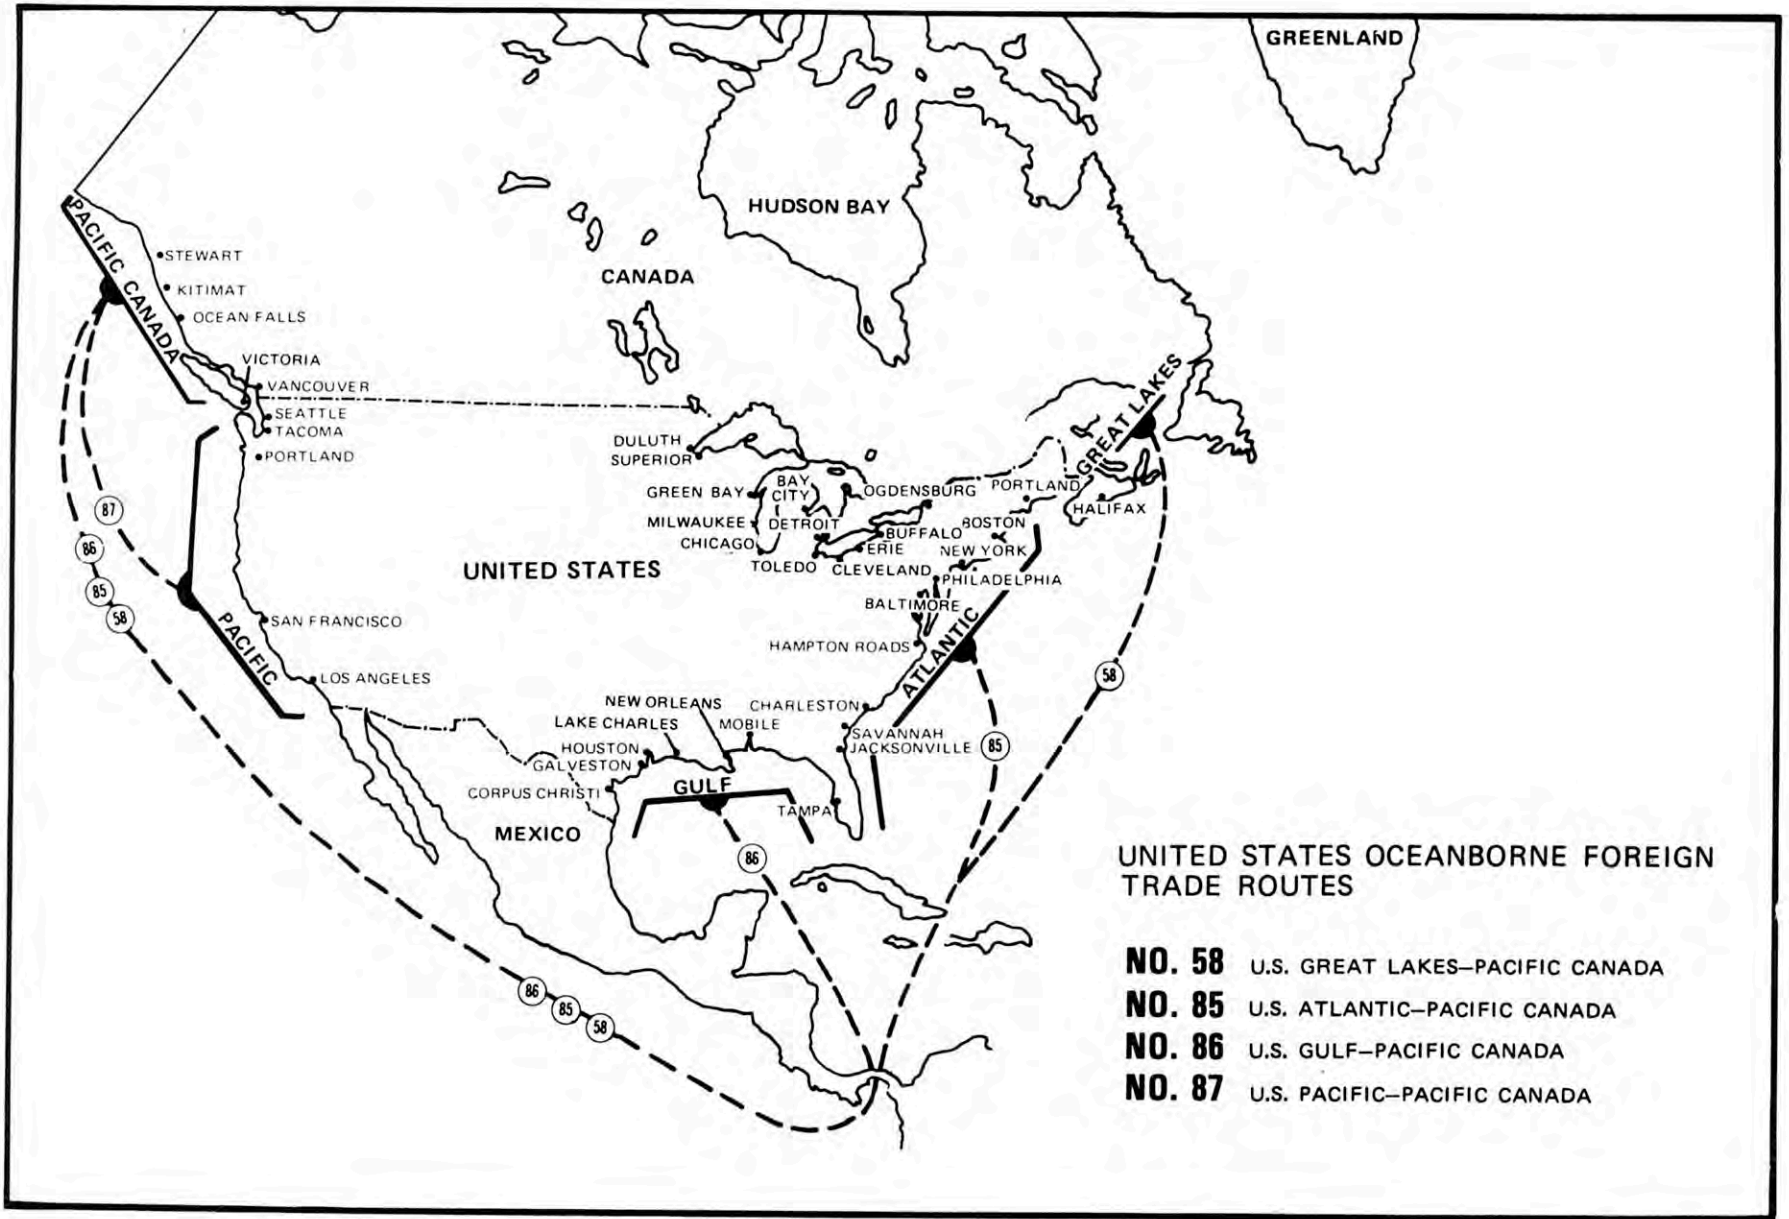 GREENLAND
HUDSON BAY
CANADA
PACIFIC CANADA
STEWART
KITIMAT
OCEAN FALLS
VICTORIA
VANCOUVER
SEATTLE
TACOMA
PORTLAND
GREAT LAKES
DULUTH
SUPERIOR
GREEN BAY
BAY
CITY
OGDENSBURG
PORTLAND
HALIFAX
MILWAUKEE
DETROIT
BUFFALO
BOSTON
CHICAGO
ERIE
NEW YORK
TOLEDO
CLEVELAND
PHILADELPHIA
UNITED STATES
BALTIMORE
HAMPTON ROADS
ATLANTIC
87
86
85
58
PACIFIC
SAN FRANCISCO
LOS ANGELES
58
NEW ORLEANS
CHARLESTON
LAKE CHARLES
MOBILE
SAVANNAH
HOUSTON
JACKSONVILLE
85
GALVESTON
CORPUS CHRISTI
GULF
TAMPA
MEXICO
86
86
85
58
UNITED STATES OCEANBORNE FOREIGN
TRADE ROUTES
NO. 58 U.S. GREAT LAKES–PACIFIC CANADA
NO. 85 U.S. ATLANTIC–PACIFIC CANADA
NO. 86 U.S. GULF–PACIFIC CANADA
NO. 87 U.S. PACIFIC–PACIFIC CANADA